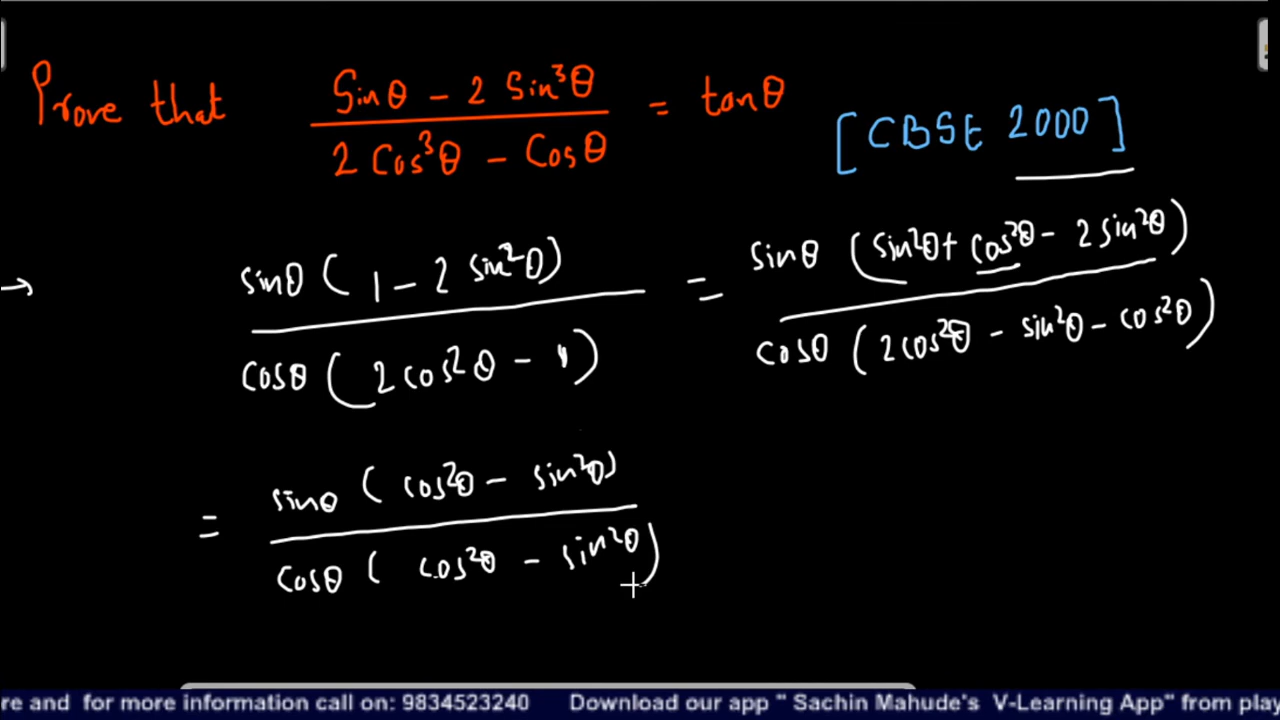 Prove that (Sinθ - 2 Sin³θ) / (2 Cos³θ - Cosθ) = tanθ
[CBSE 2000]
→ sinθ (1 - 2 sin²θ) / cosθ (2cos²θ - 1) = sinθ (sin²θ + cos²θ - 2 sin²θ) / cosθ (2cos²θ - sin²θ - cos²θ)
= sinθ (cos²θ - sin²θ) / cosθ (cos²θ - sin²θ)
re and for more information call on: 9834523240 Download our app " Sachin Mahude's V-Learning App" from play